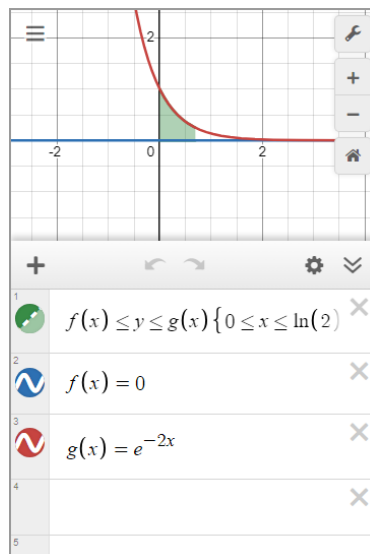 2
-2 0 2
+
−
+
1
f(x) ≤ y ≤ g(x) {0 ≤ x ≤ ln(2)
2
f(x) = 0
3
g(x) = e^{-2x}
4
5